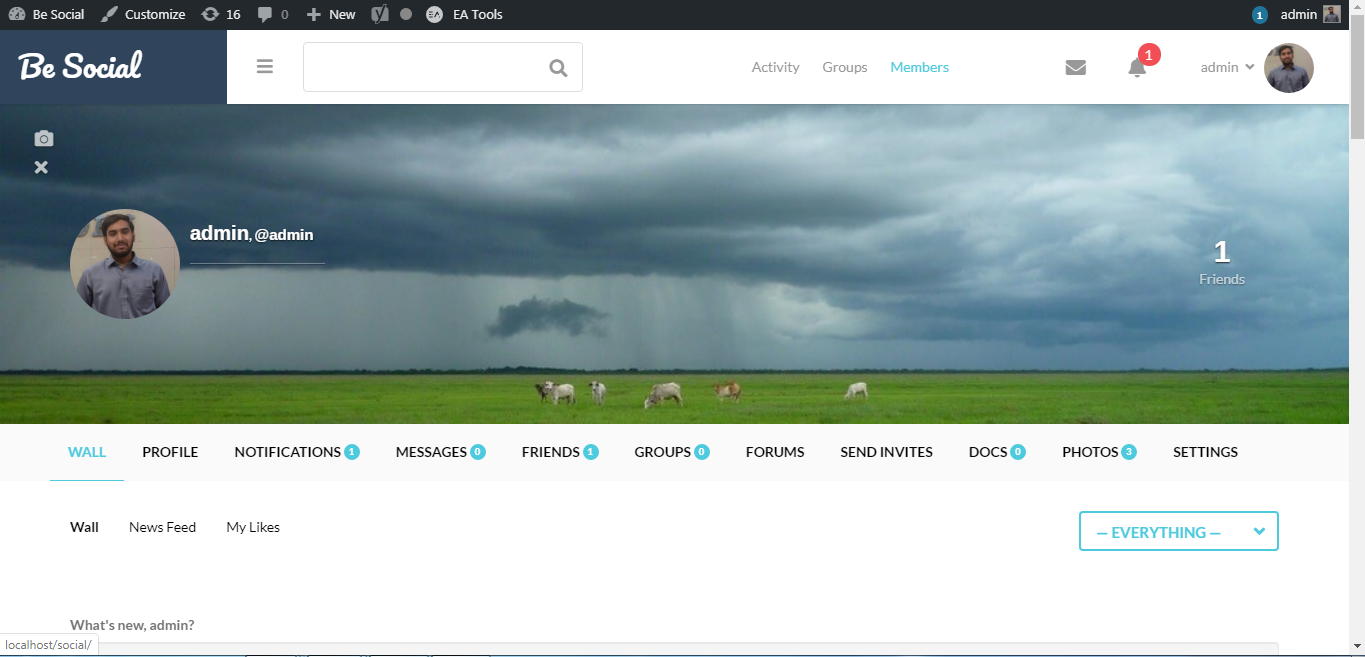 Be Social Customize 16 0 New EA EA Tools 1 admin
Be Social Activity Groups Members 1 admin
admin, @admin
1
Friends
WALL PROFILE NOTIFICATIONS 1 MESSAGES 0 FRIENDS 1 GROUPS 0 FORUMS SEND INVITES DOCS 0 PHOTOS 3 SETTINGS
Wall News Feed My Likes — EVERYTHING —
What's new, admin?
localhost/social/